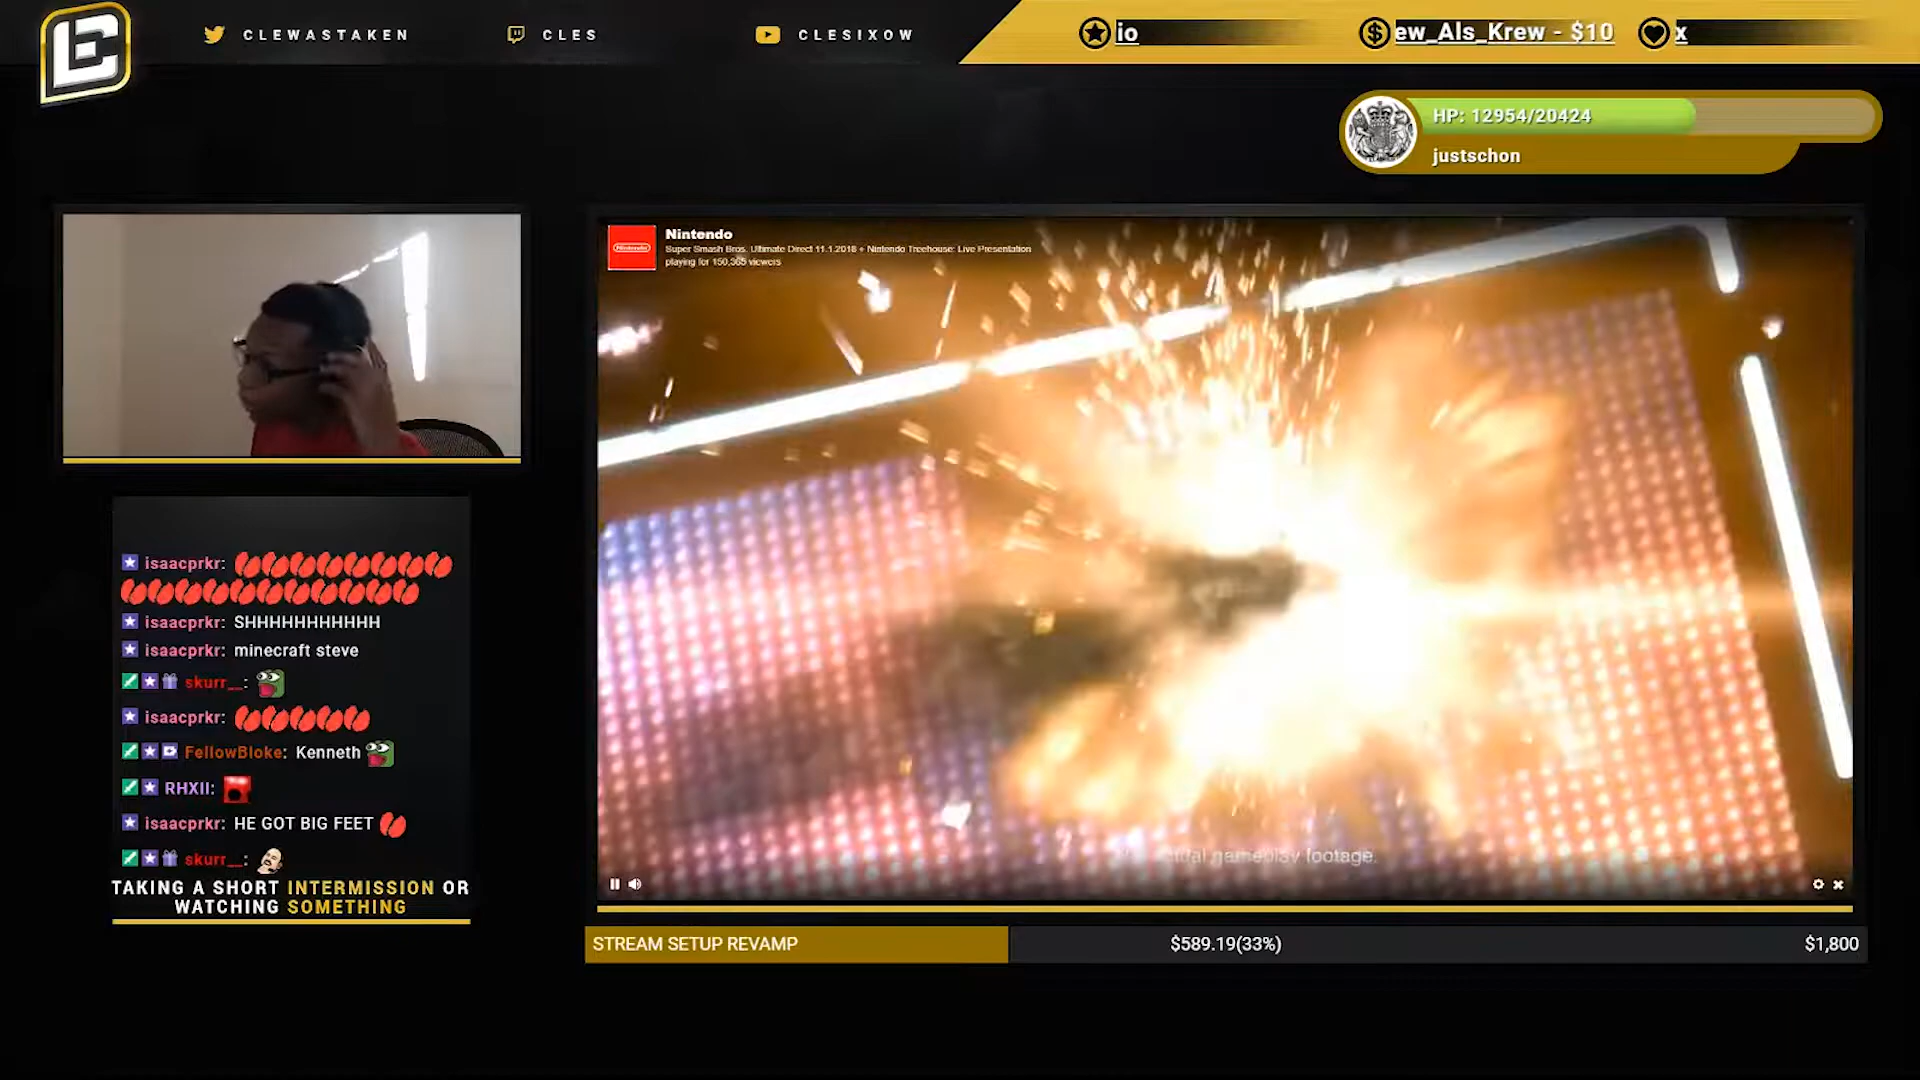 CLEWASTAKEN
CLES
CLESIXOW
io
ew_Als_Krew - $10
x
HP: 12954/20424
justschon
Nintendo
Super Smash Bros. Ultimate Direct 11.1.2018 + Nintendo Treehouse: Live Presentation
playing for 150,365 viewers
isaacprkr:
isaacprkr: SHHHHHHHHHHH
isaacprkr: minecraft steve
skurr__:
isaacprkr:
FellowBloke: Kenneth
RHXII:
isaacprkr: HE GOT BIG FEET
skurr__:
TAKING A SHORT INTERMISSION OR
WATCHING SOMETHING
gameplay footage.
STREAM SETUP REVAMP
$589.19(33%)
$1,800